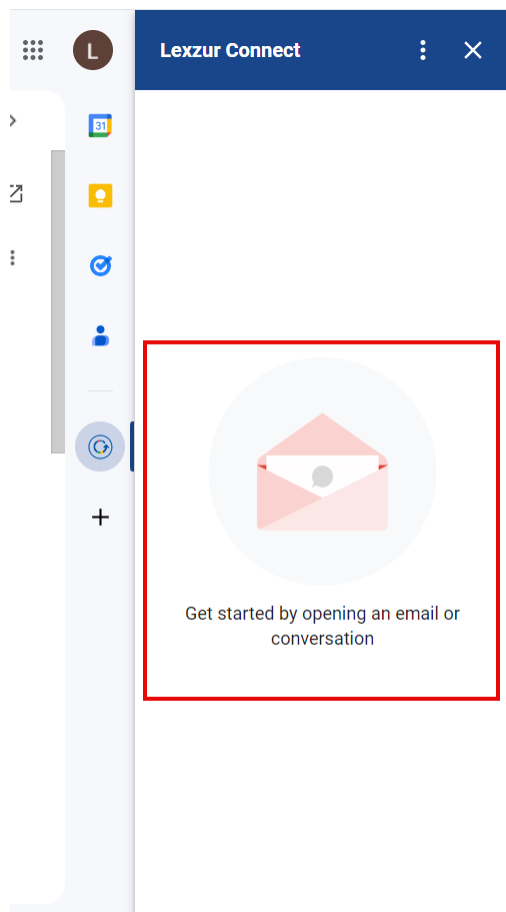 L
Lexzur Connect
31
Get started by opening an email or
conversation